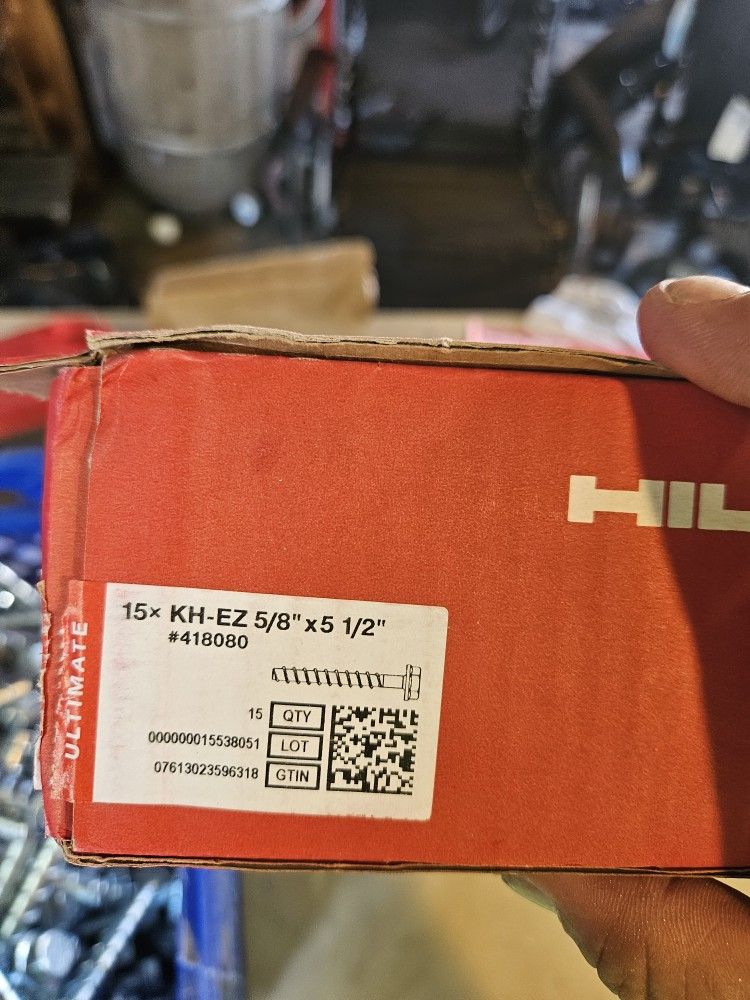 HIL
ULTIMATE
15× KH-EZ 5/8" x 5 1/2"
#418080
15 QTY
000000015538051 LOT
07613023596318 GTIN